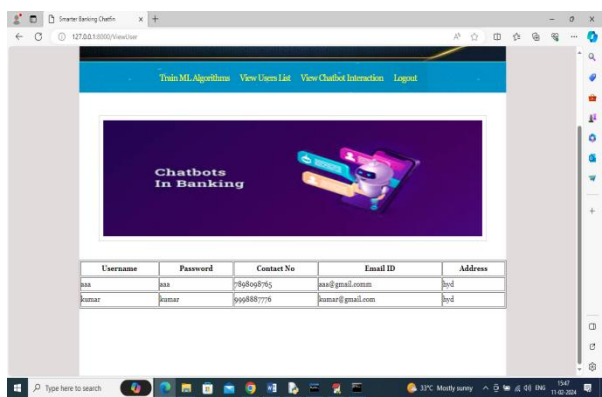 Smarter Banking Chatfin
127.0.0.1:8000/ViewUser
Train ML Algorithms View Users List View Chatbot Interaction Logout
Chatbots
In Banking
Username Password Contact No Email ID Address
aaa aaa 7898098765 aaa@gmail.comm hyd
kumar kumar 9998887776 kumar@gmail.com hyd
Type here to search 33°C Mostly sunny ENG 15:47
11-02-2024